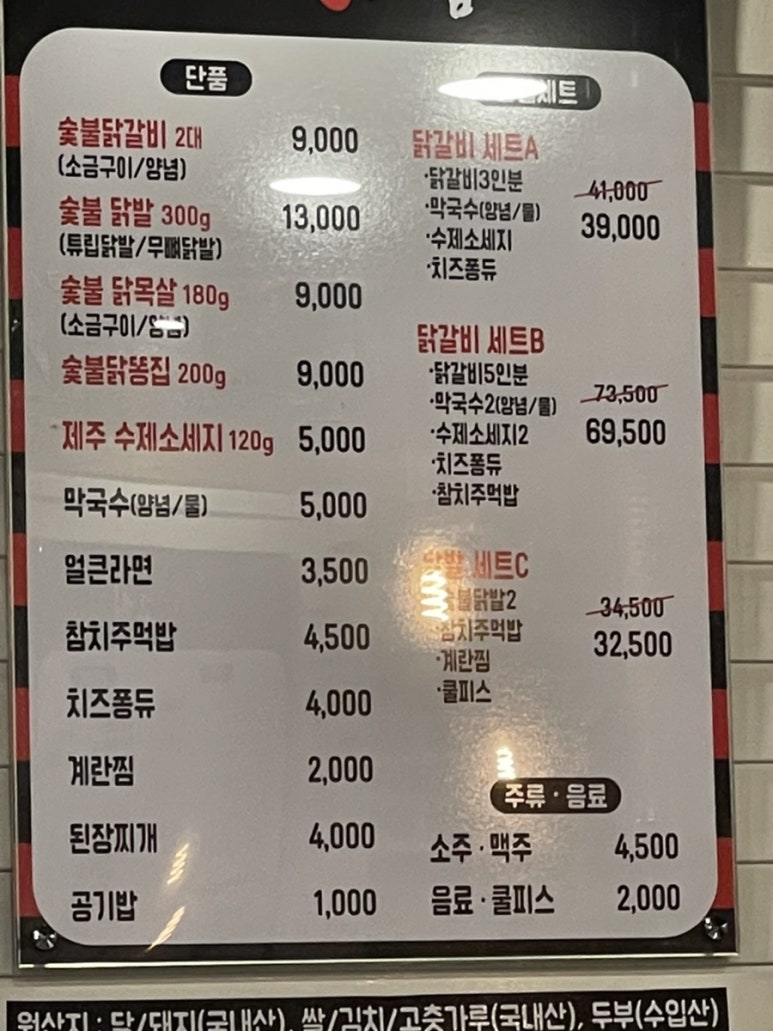 단품
숯불닭갈비 2대 9,000
(소금구이/양념)
숯불 닭발 300g 13,000
(튜립닭발/무뼈닭발)
숯불 닭목살 180g 9,000
(소금구이/양념)
숯불닭똥집 200g 9,000
제주 수제소세지 120g 5,000
막국수(양념/물) 5,000
얼큰라면 3,500
참치주먹밥 4,500
치즈퐁듀 4,000
계란찜 2,000
된장찌개 4,000
공기밥 1,000
세트
닭갈비 세트A
·닭갈비3인분 41,000
·막국수(양념/물) 39,000
·수제소세지
·치즈퐁듀
닭갈비 세트B
·닭갈비5인분 73,500
·막국수2(양념/물)
·수제소세지2 69,500
·치즈퐁듀
·참치주먹밥
닭발 세트C
숯불닭발2 34,500
·참치주먹밥 32,500
·계란찜
·쿨피스
주류·음료
소주·맥주 4,500
음료·쿨피스 2,000
원산지 : 닭/돼지(국내산), 쌀/김치/고춧가루(국내산), 두부(수입산)